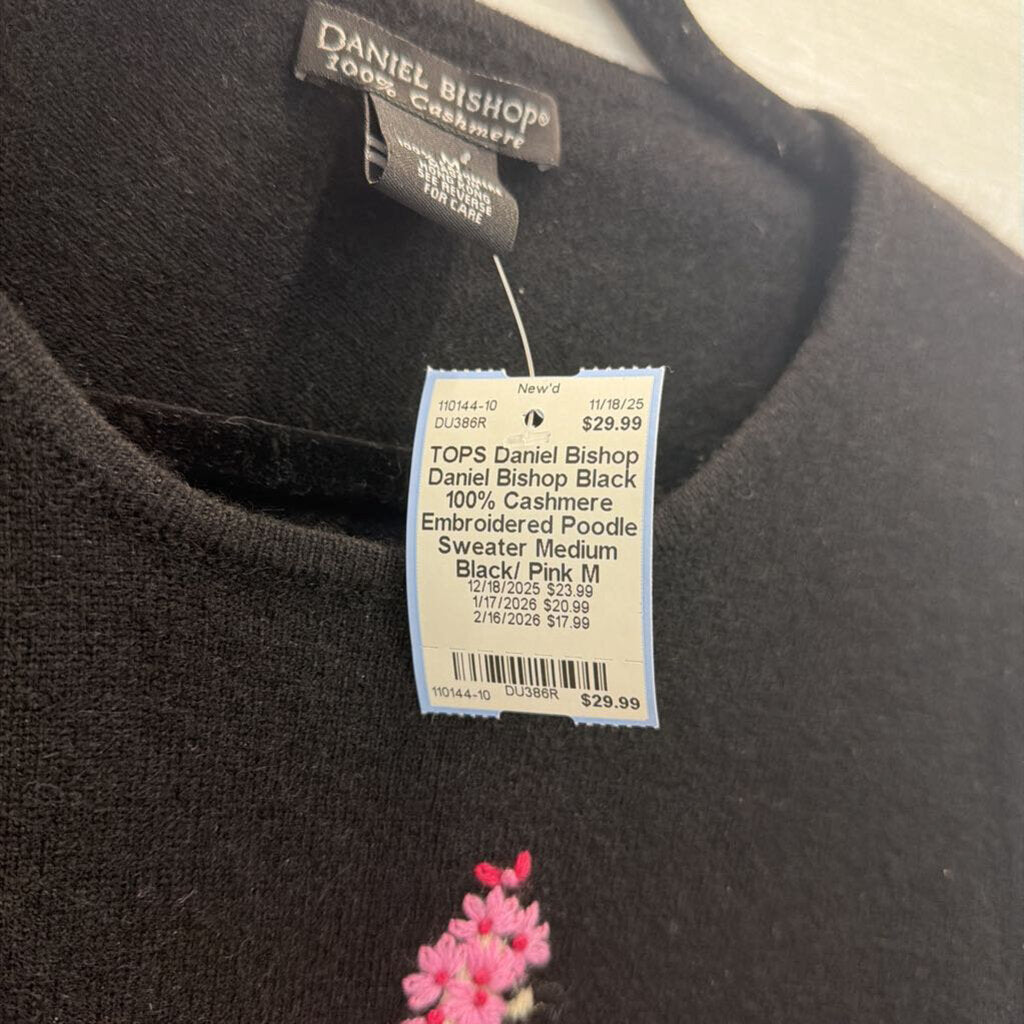 DANIEL BISHOP®
100% Cashmere
M
SEE REVERSE
FOR CARE
New'd
110144-10 11/18/25
DU386R $29.99
TOPS Daniel Bishop
Daniel Bishop Black
100% Cashmere
Embroidered Poodle
Sweater Medium
Black/ Pink M
12/18/2025 $23.99
1/17/2026 $20.99
2/16/2026 $17.99
110144-10 DU386R $29.99